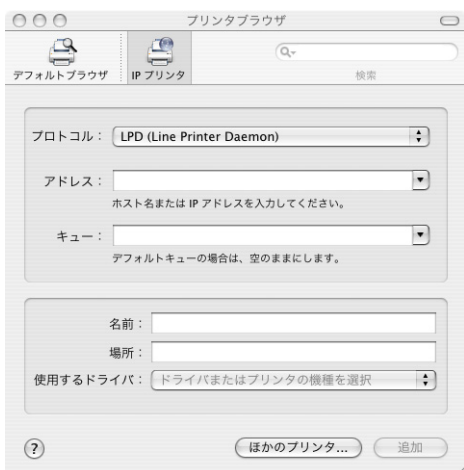 プリンタブラウザ
デフォルトブラウザ
IP プリンタ
検索
プロトコル：
LPD (Line Printer Daemon)
アドレス：
ホスト名または IP アドレスを入力してください。
キュー：
デフォルトキューの場合は、空のままにします。
名前：
場所：
使用するドライバ：
ドライバまたはプリンタの機種を選択
?
ほかのプリンタ...
追加